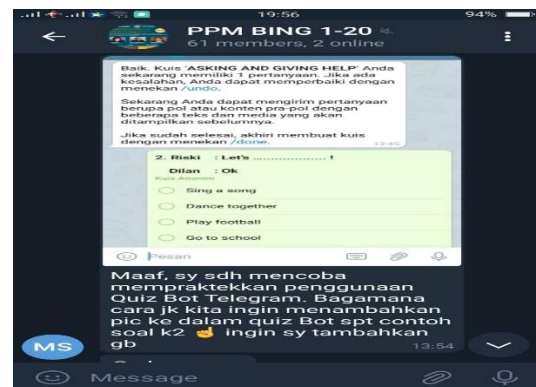 19:56
94%
PPM BING 1-20
61 members, 2 online
Baik. Kuis 'ASKING AND GIVING HELP' Anda
sekarang memiliki 1 pertanyaan. Jika ada
kesalahan, Anda dapat memperbaiki dengan
menekan /undo.
Sekarang Anda dapat mengirim pertanyaan
berupa pol atau konten pra-pol dengan
beberapa teks dan media yang akan
ditampilkan sebelumnya.
Jika sudah selesai, akhiri membuat kuis
dengan menekan /done.
13:45
2. Riski : Let's .................. !
Dilan : Ok
Kuis Anonim
Sing a song
Dance together
Play football
Go to school
Pesan
Maaf, sy sdh mencoba
mempraktekkan penggunaan
Quiz Bot Telegram. Bagamana
cara jk kita ingin menambahkan
pic ke dalam quiz Bot spt contoh
soal k2 ☝ ingin sy tambahkan
gb
13:54
MS
Message